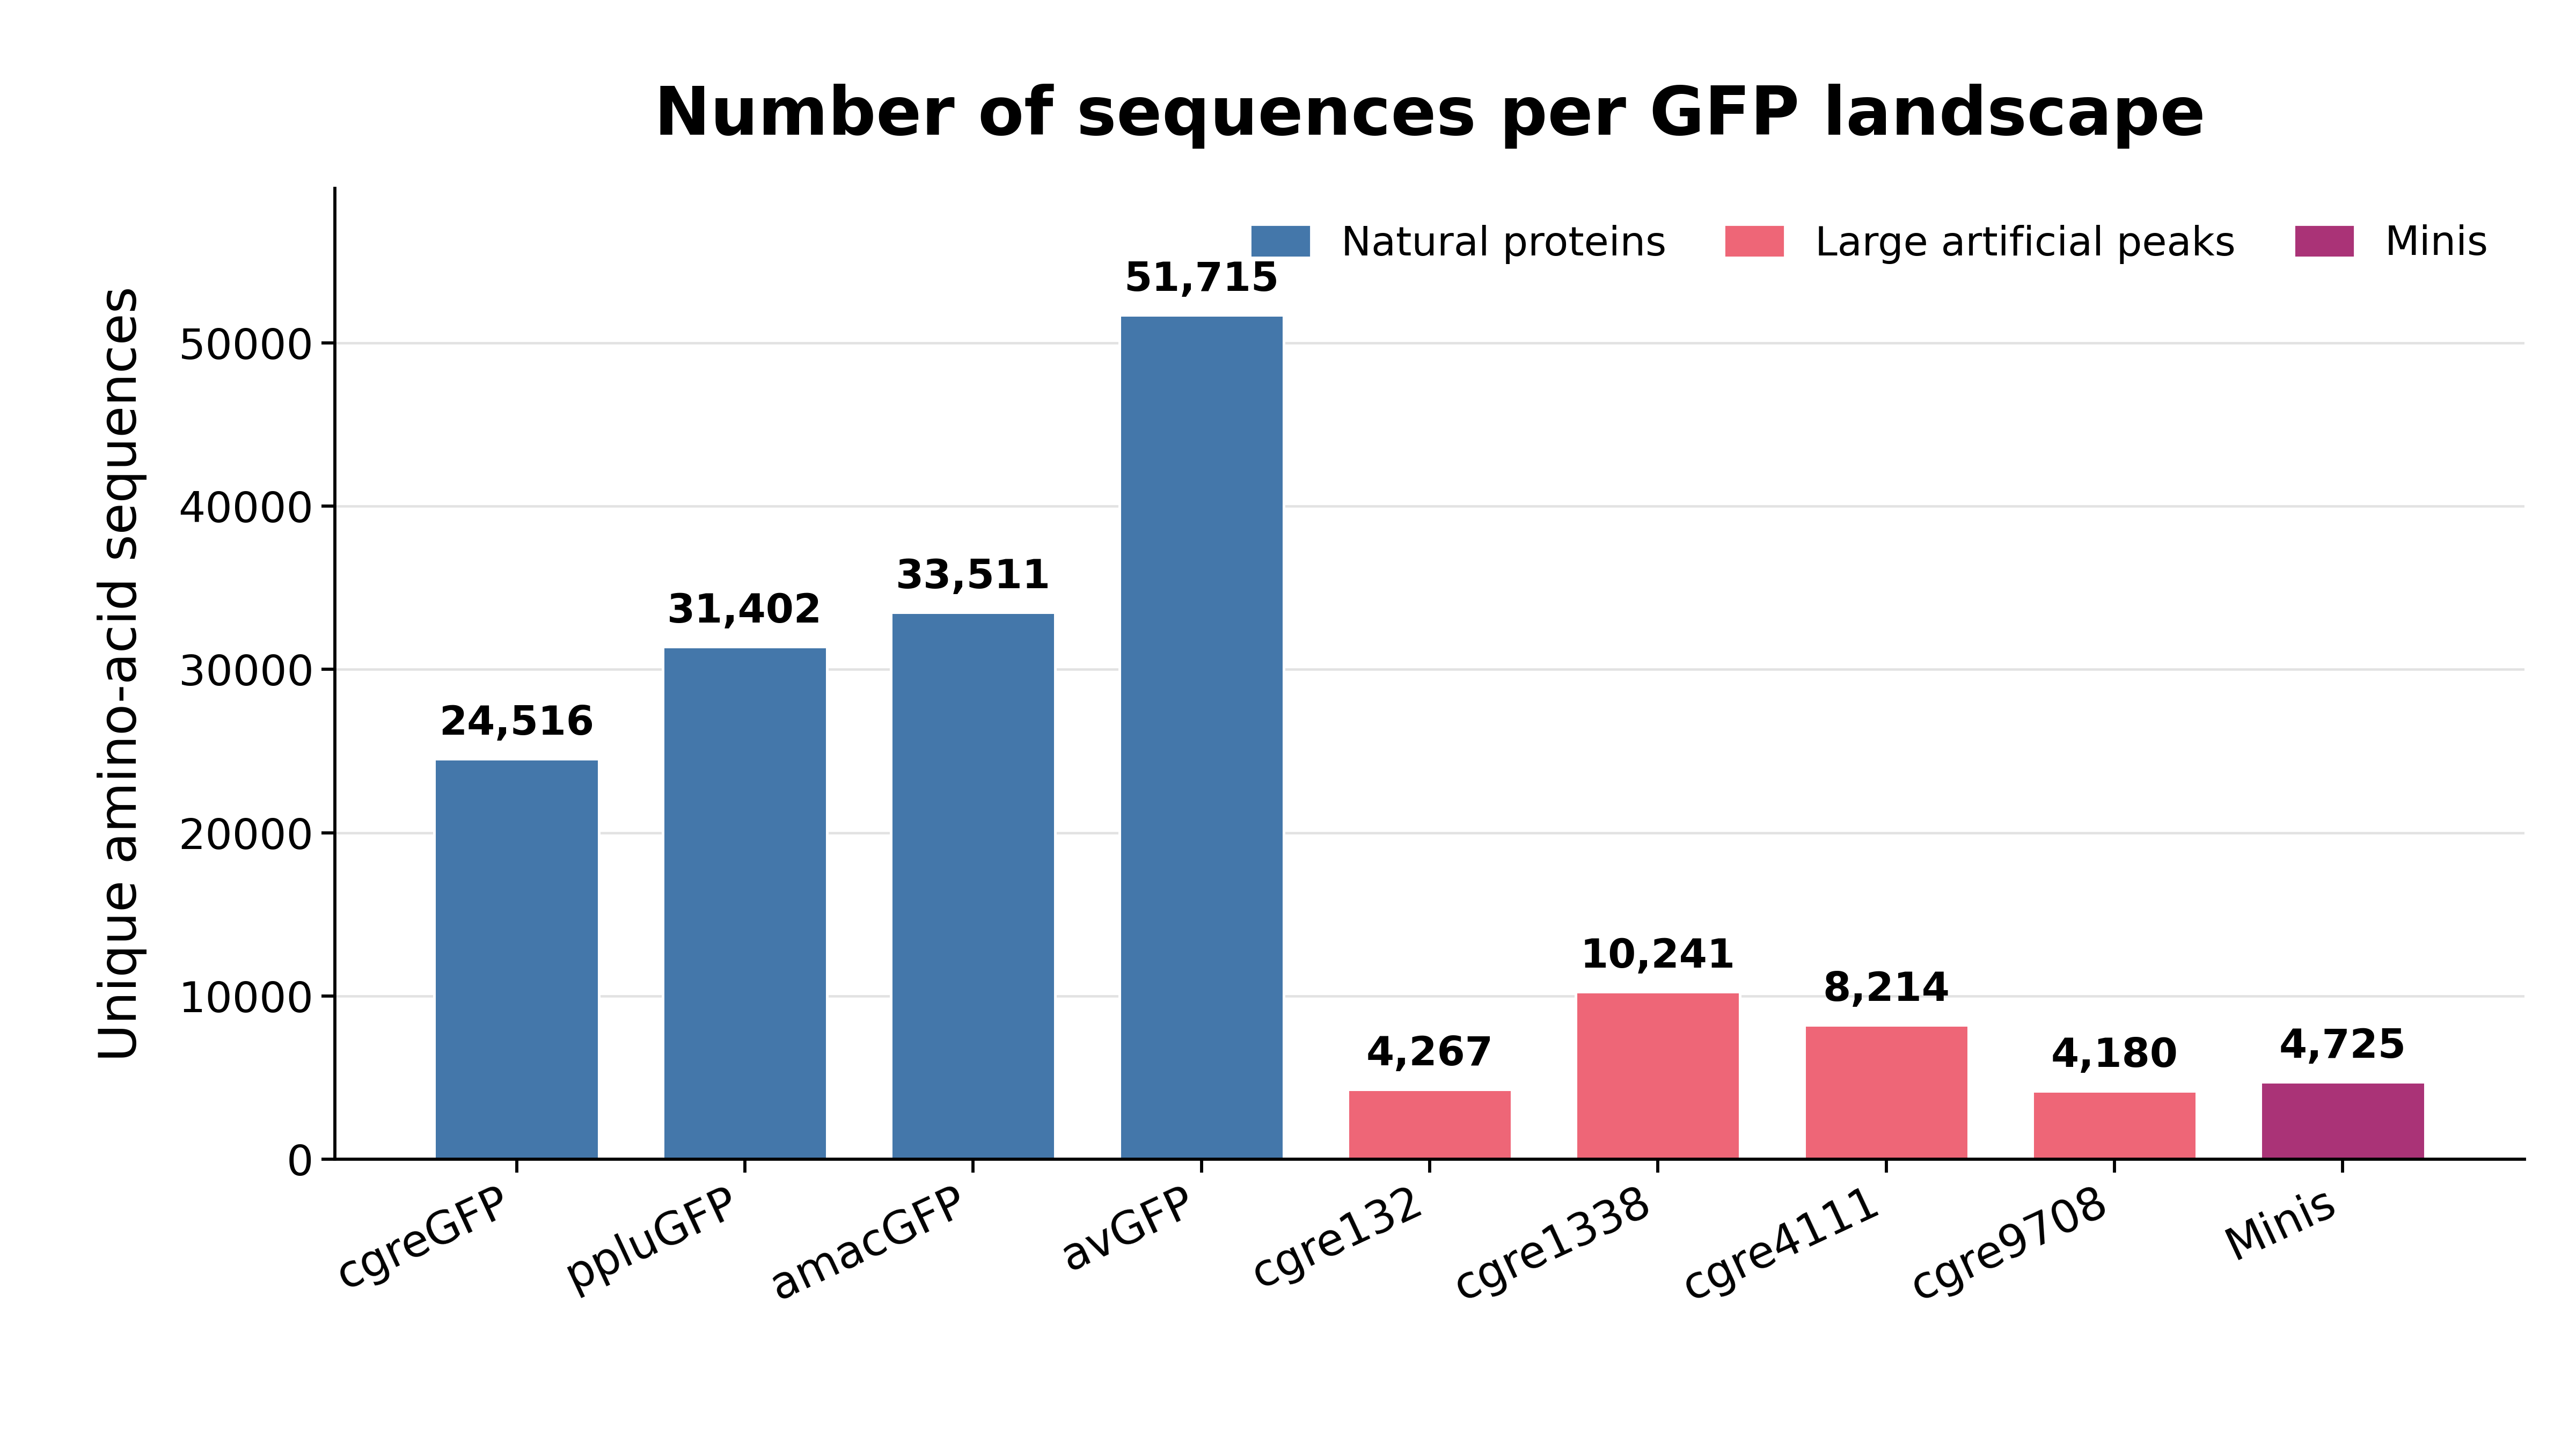 Number of sequences per GFP landscape
Natural proteins
Large artificial peaks
Minis
Unique amino-acid sequences
50000
40000
30000
20000
10000
0
24,516
31,402
33,511
51,715
4,267
10,241
8,214
4,180
4,725
cgreGFP
ppluGFP
amacGFP
avGFP
cgre132
cgre1338
cgre4111
cgre9708
Minis